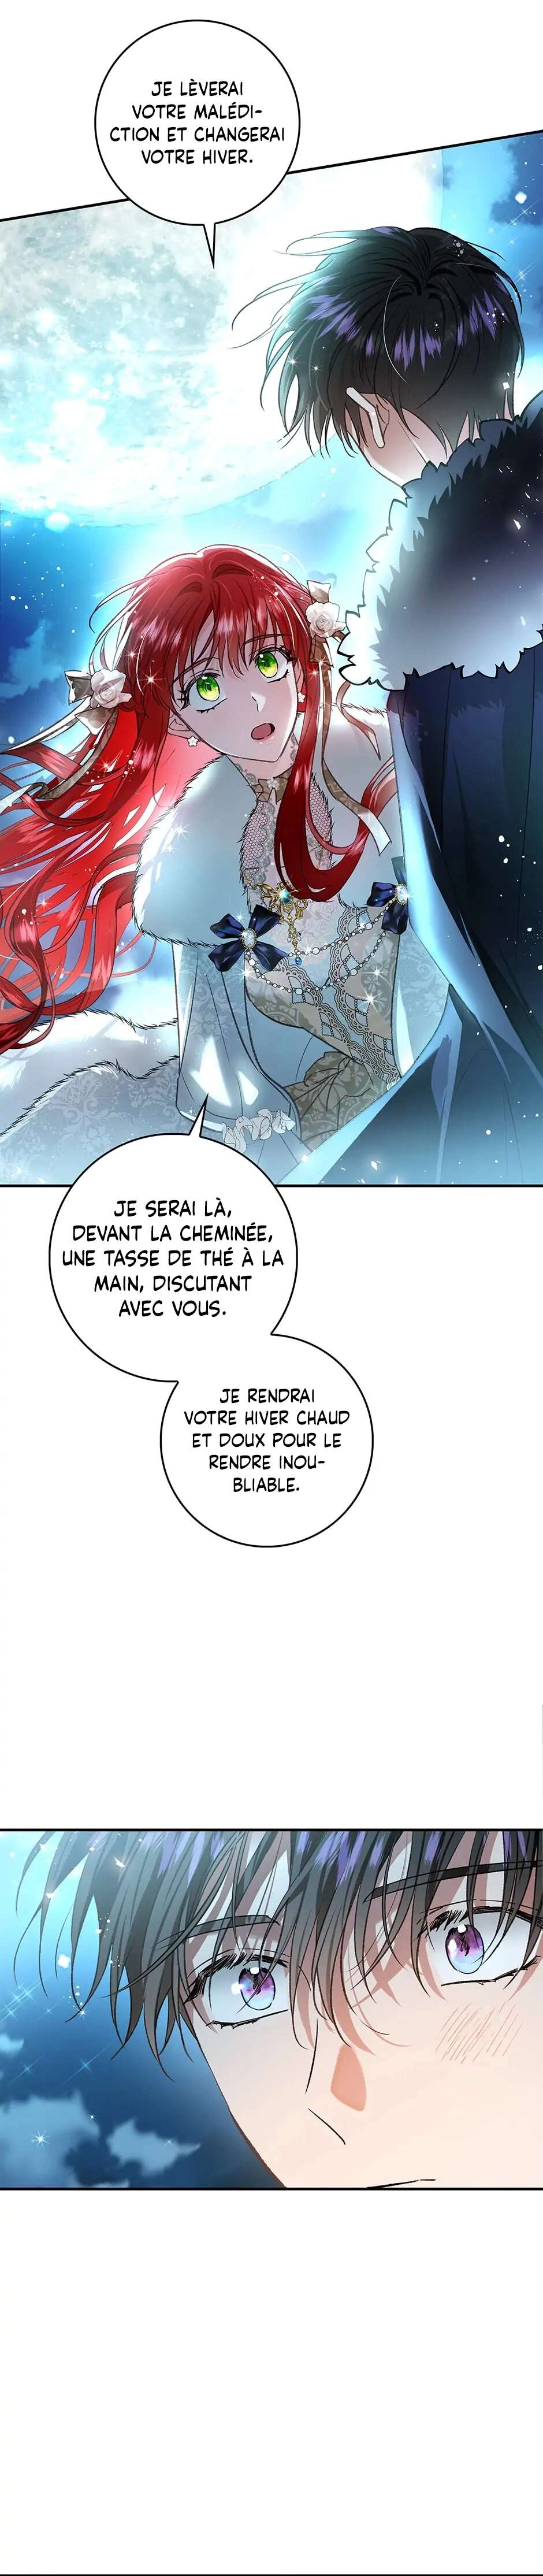 JE LÈVERAI
VOTRE MALÉDI-
CTION ET CHANGERAI
VOTRE HIVER.
JE SERAI LÀ,
DEVANT LA CHEMINÉE,
UNE TASSE DE THÉ À LA
MAIN, DISCUTANT
AVEC VOUS.
JE RENDRAI
VOTRE HIVER CHAUD
ET DOUX POUR LE
RENDRE INOU-
BLIABLE.